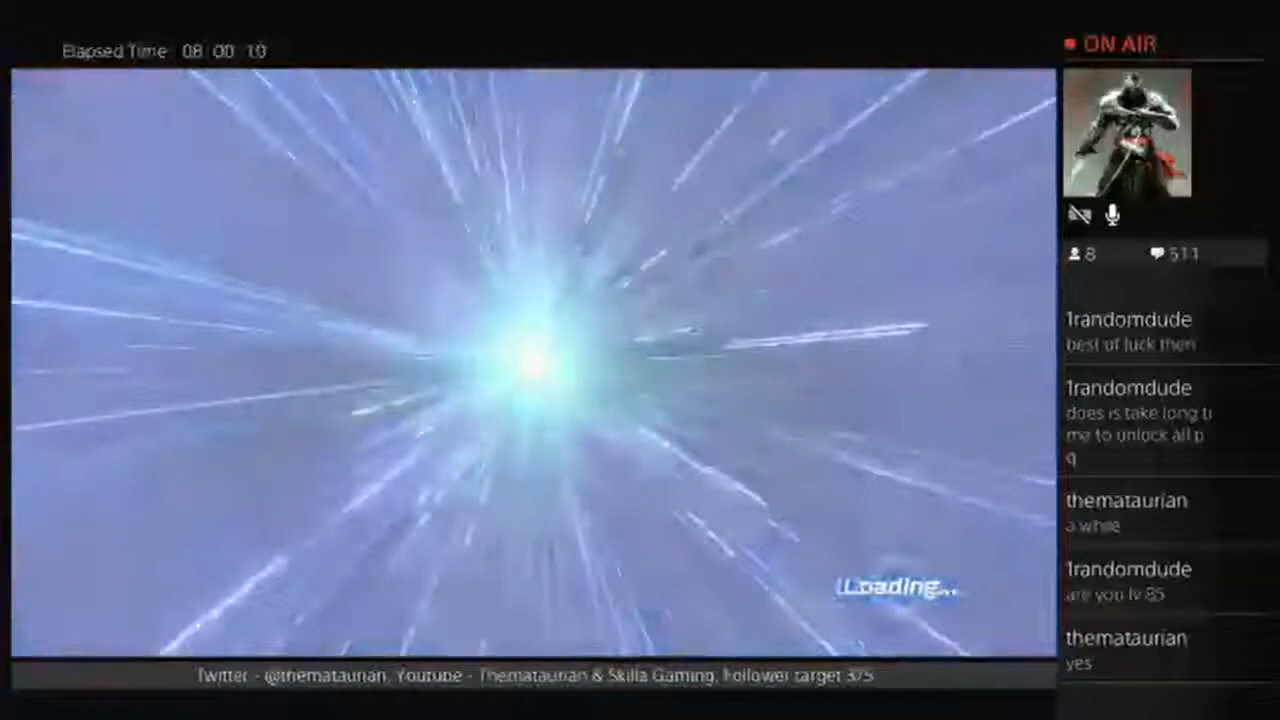 Elapsed Time 08 00 10
ON AIR
8 511
1randomdude
best of luck then
1randomdude
does is take long ti
me to unlock all p
q
themataurian
a while
1randomdude
are you lv 85
themataurian
yes
Loading...
Twitter - @themataurian, Youtube - Themataurian & Skilla Gaming, Follower target 375